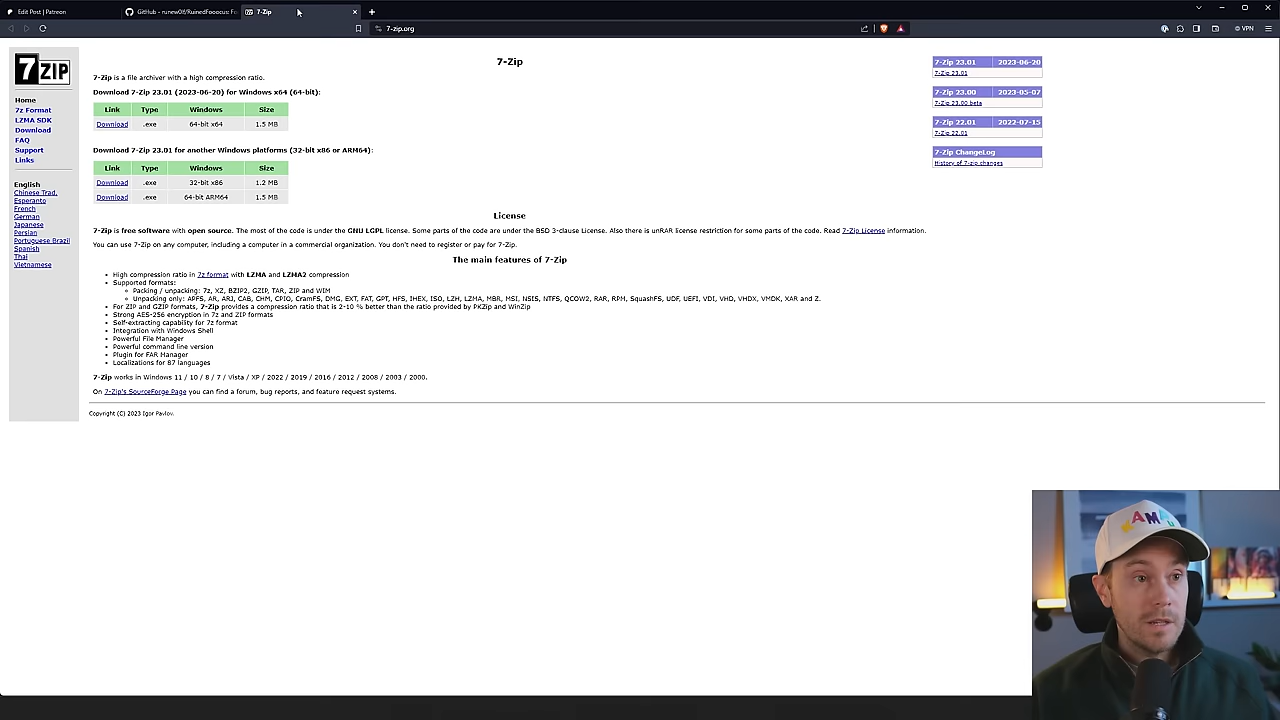 Edit Post | Patreon
GitHub - runew0lf/RuinedFooocus: Fo
7-Zip
7-zip.org
VPN
7ZIP
Home
7z Format
LZMA SDK
Download
FAQ
Support
Links
English
Chinese Trad.
Esperanto
French
German
Japanese
Persian
Portuguese Brazil
Spanish
Thai
Vietnamese
7-Zip
7-Zip is a file archiver with a high compression ratio.
Download 7-Zip 23.01 (2023-06-20) for Windows x64 (64-bit):
Link Type Windows Size
Download .exe 64-bit x64 1.5 MB
Download 7-Zip 23.01 for another Windows platforms (32-bit x86 or ARM64):
Link Type Windows Size
Download .exe 32-bit x86 1.2 MB
Download .exe 64-bit ARM64 1.5 MB
License
7-Zip is free software with open source. The most of the code is under the GNU LGPL license. Some parts of the code are under the BSD 3-clause License. Also there is unRAR license restriction for some parts of the code. Read 7-Zip License information.
You can use 7-Zip on any computer, including a computer in a commercial organization. You don't need to register or pay for 7-Zip.
The main features of 7-Zip
High compression ratio in 7z format with LZMA and LZMA2 compression
Supported formats:
Packing / unpacking: 7z, XZ, BZIP2, GZIP, TAR, ZIP and WIM
Unpacking only: APFS, AR, ARJ, CAB, CHM, CPIO, CramFS, DMG, EXT, FAT, GPT, HFS, IHEX, ISO, LZH, LZMA, MBR, MSI, NSIS, NTFS, QCOW2, RAR, RPM, SquashFS, UDF, UEFI, VDI, VHD, VHDX, VMDK, XAR and Z.
For ZIP and GZIP formats, 7-Zip provides a compression ratio that is 2-10 % better than the ratio provided by PKZip and WinZip
Strong AES-256 encryption in 7z and ZIP formats
Self-extracting capability for 7z format
Integration with Windows Shell
Powerful File Manager
Powerful command line version
Plugin for FAR Manager
Localizations for 87 languages
7-Zip works in Windows 11 / 10 / 8 / 7 / Vista / XP / 2022 / 2019 / 2016 / 2012 / 2008 / 2003 / 2000.
On 7-Zip's SourceForge Page you can find a forum, bug reports, and feature request systems.
Copyright (C) 2023 Igor Pavlov.
7-Zip 23.01 2023-06-20
7-Zip 23.01
7-Zip 23.00 2023-05-07
7-Zip 23.00 beta
7-Zip 22.01 2022-07-15
7-Zip 22.01
7-Zip ChangeLog
History of 7-zip changes